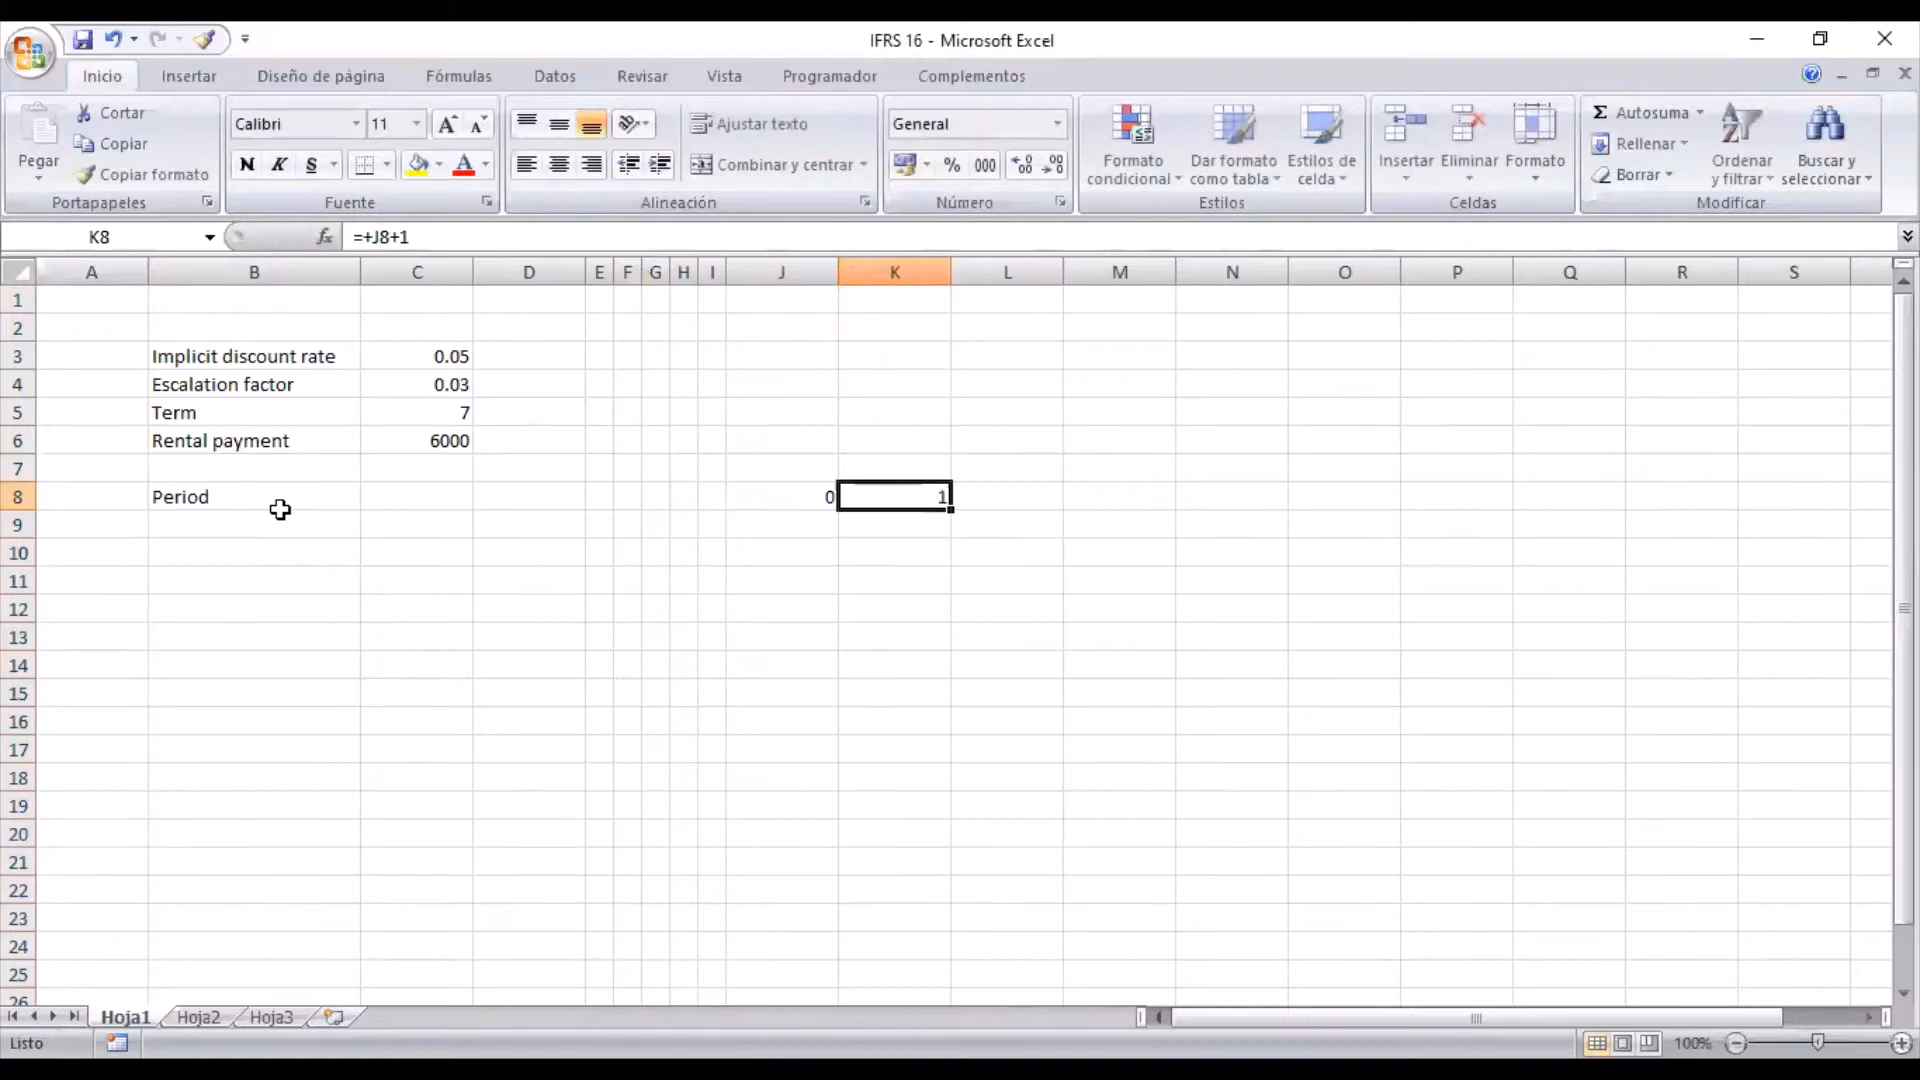 IFRS 16 - Microsoft Excel
Inicio Insertar Diseño de página Fórmulas Datos Revisar Vista Programador Complementos
Pegar
Cortar
Copiar
Copiar formato
Portapapeles
Calibri 11
N K S
Fuente
Ajustar texto
Combinar y centrar
Alineación
General
% 000
Número
Formato condicional
Dar formato como tabla
Estilos de celda
Estilos
Insertar
Eliminar
Formato
Celdas
Σ Autosuma
Rellenar
Borrar
Ordenar y filtrar
Buscar y seleccionar
Modificar
K8 fx =+J8+1
A B C D E F G H I J K L M N O P Q R S
1
2
3 Implicit discount rate 0.05
4 Escalation factor 0.03
5 Term 7
6 Rental payment 6000
7
8 Period 0 1
9
10
11
12
13
14
15
16
17
18
19
20
21
22
23
24
25
26
Hoja1 Hoja2 Hoja3
Listo 100%